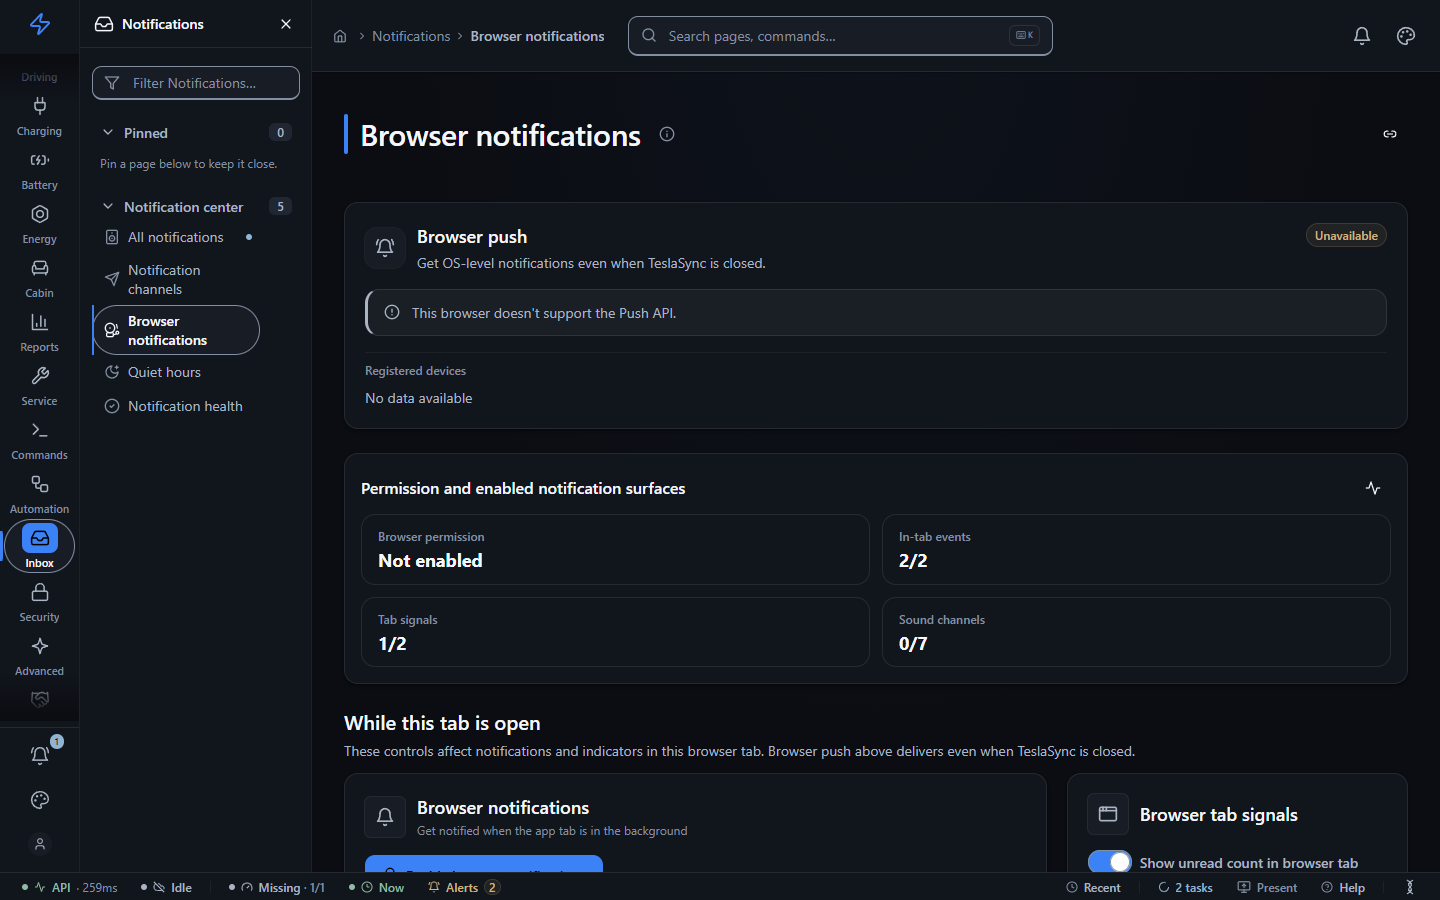 Notifications
Notifications
Browser notifications
Search pages, commands...
K
Driving
Charging
Battery
Energy
Cabin
Reports
Service
Commands
Automation
Inbox
Security
Advanced
1
Filter Notifications...
Pinned
0
Pin a page below to keep it close.
Notification center
5
All notifications
Notification
channels
Browser
notifications
Quiet hours
Notification health
Browser notifications
Browser push
Unavailable
Get OS-level notifications even when TeslaSync is closed.
This browser doesn't support the Push API.
Registered devices
No data available
Permission and enabled notification surfaces
Browser permission
Not enabled
In-tab events
2/2
Tab signals
1/2
Sound channels
0/7
While this tab is open
These controls affect notifications and indicators in this browser tab. Browser push above delivers even when TeslaSync is closed.
Browser notifications
Get notified when the app tab is in the background
Browser tab signals
Show unread count in browser tab
API · 259ms
Idle
Missing · 1/1
Now
Alerts 2
Recent
2 tasks
Present
Help